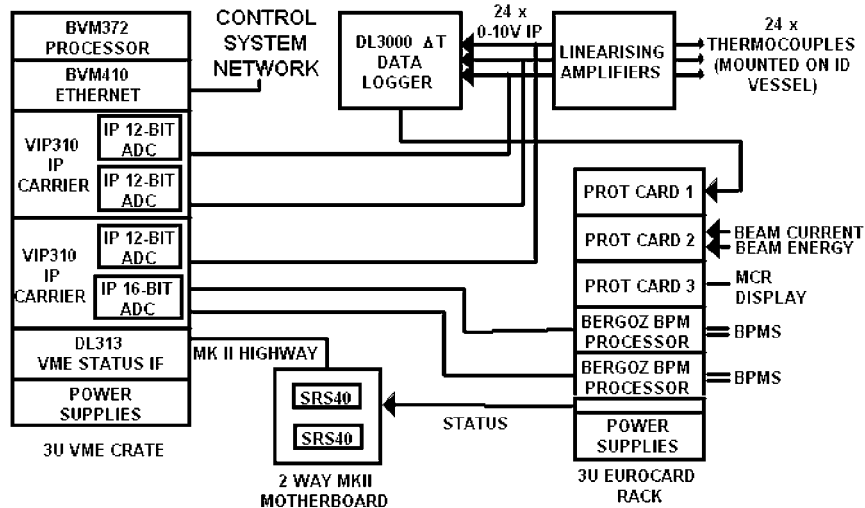 BVM372
PROCESSOR
BVM410
ETHERNET
VIP310
IP
CARRIER
IP 12-BIT
ADC
IP 12-BIT
ADC
VIP310
IP
CARRIER
IP 12-BIT
ADC
IP 16-BIT
ADC
DL313
VME STATUS IF
POWER
SUPPLIES
3U VME CRATE
CONTROL
SYSTEM
NETWORK
MK II HIGHWAY
SRS40
SRS40
2 WAY MKII
MOTHERBOARD
STATUS
DL3000 ΔT
DATA
LOGGER
24 x
0-10V IP
LINEARISING
AMPLIFIERS
24 x
THERMOCOUPLES
(MOUNTED ON ID
VESSEL)
PROT CARD 1
PROT CARD 2
BEAM CURRENT
BEAM ENERGY
PROT CARD 3
MCR
DISPLAY
BERGOZ BPM
PROCESSOR
BPMS
BERGOZ BPM
PROCESSOR
BPMS
POWER
SUPPLIES
3U EUROCARD
RACK